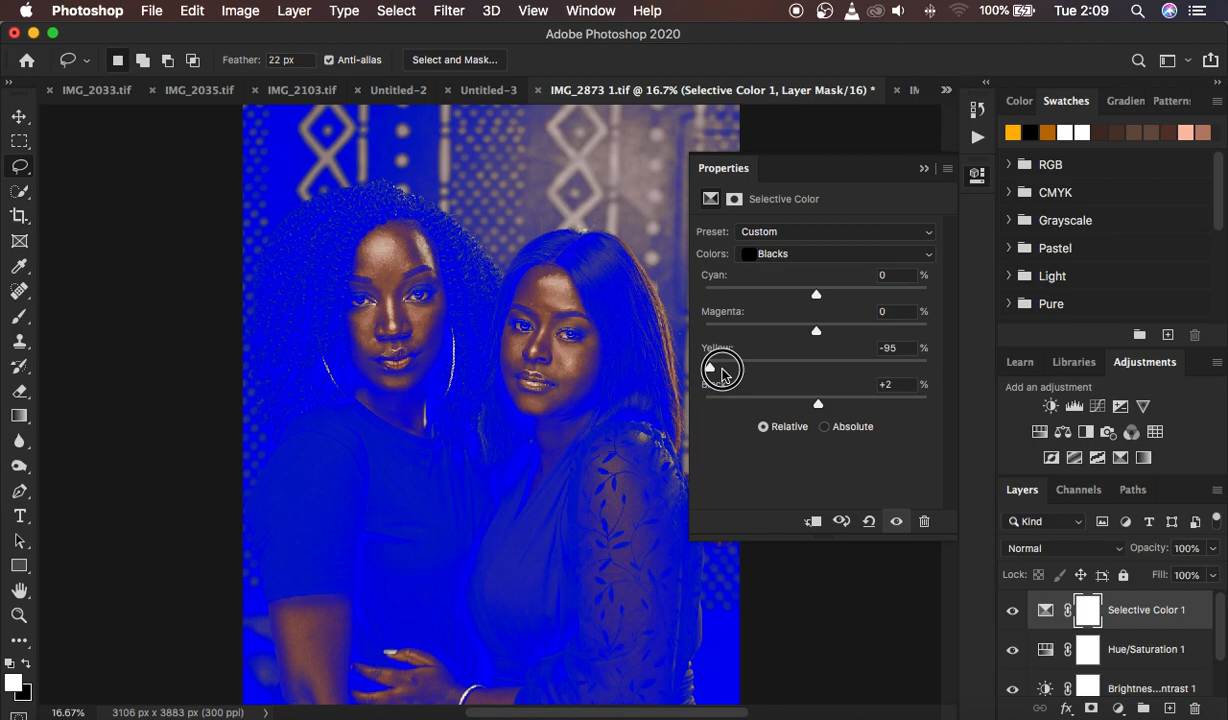 Photoshop File Edit Image Layer Type Select Filter 3D View Window Help 100% Tue 2:09
Adobe Photoshop 2020
Feather: 22 px Anti-alias Select and Mask...
IMG_2033.tif IMG_2035.tif IMG_2103.tif Untitled-2 Untitled-3 IMG_2873 1.tif @ 16.7% (Selective Color 1, Layer Mask/16) *
Color Swatches Gradien Patterns
Properties
RGB
Selective Color
CMYK
Preset: Custom
Grayscale
Colors: Blacks
Pastel
Cyan: 0 %
Light
Magenta: 0 %
Pure
Yellow: -95 %
Learn Libraries Adjustments
+2 %
Add an adjustment
Relative Absolute
Layers Channels Paths
Kind
Normal Opacity: 100%
Lock: Fill: 100%
Selective Color 1
Hue/Saturation 1
Brightnes...ntrast 1
16.67% 3106 px x 3883 px (300 ppi)